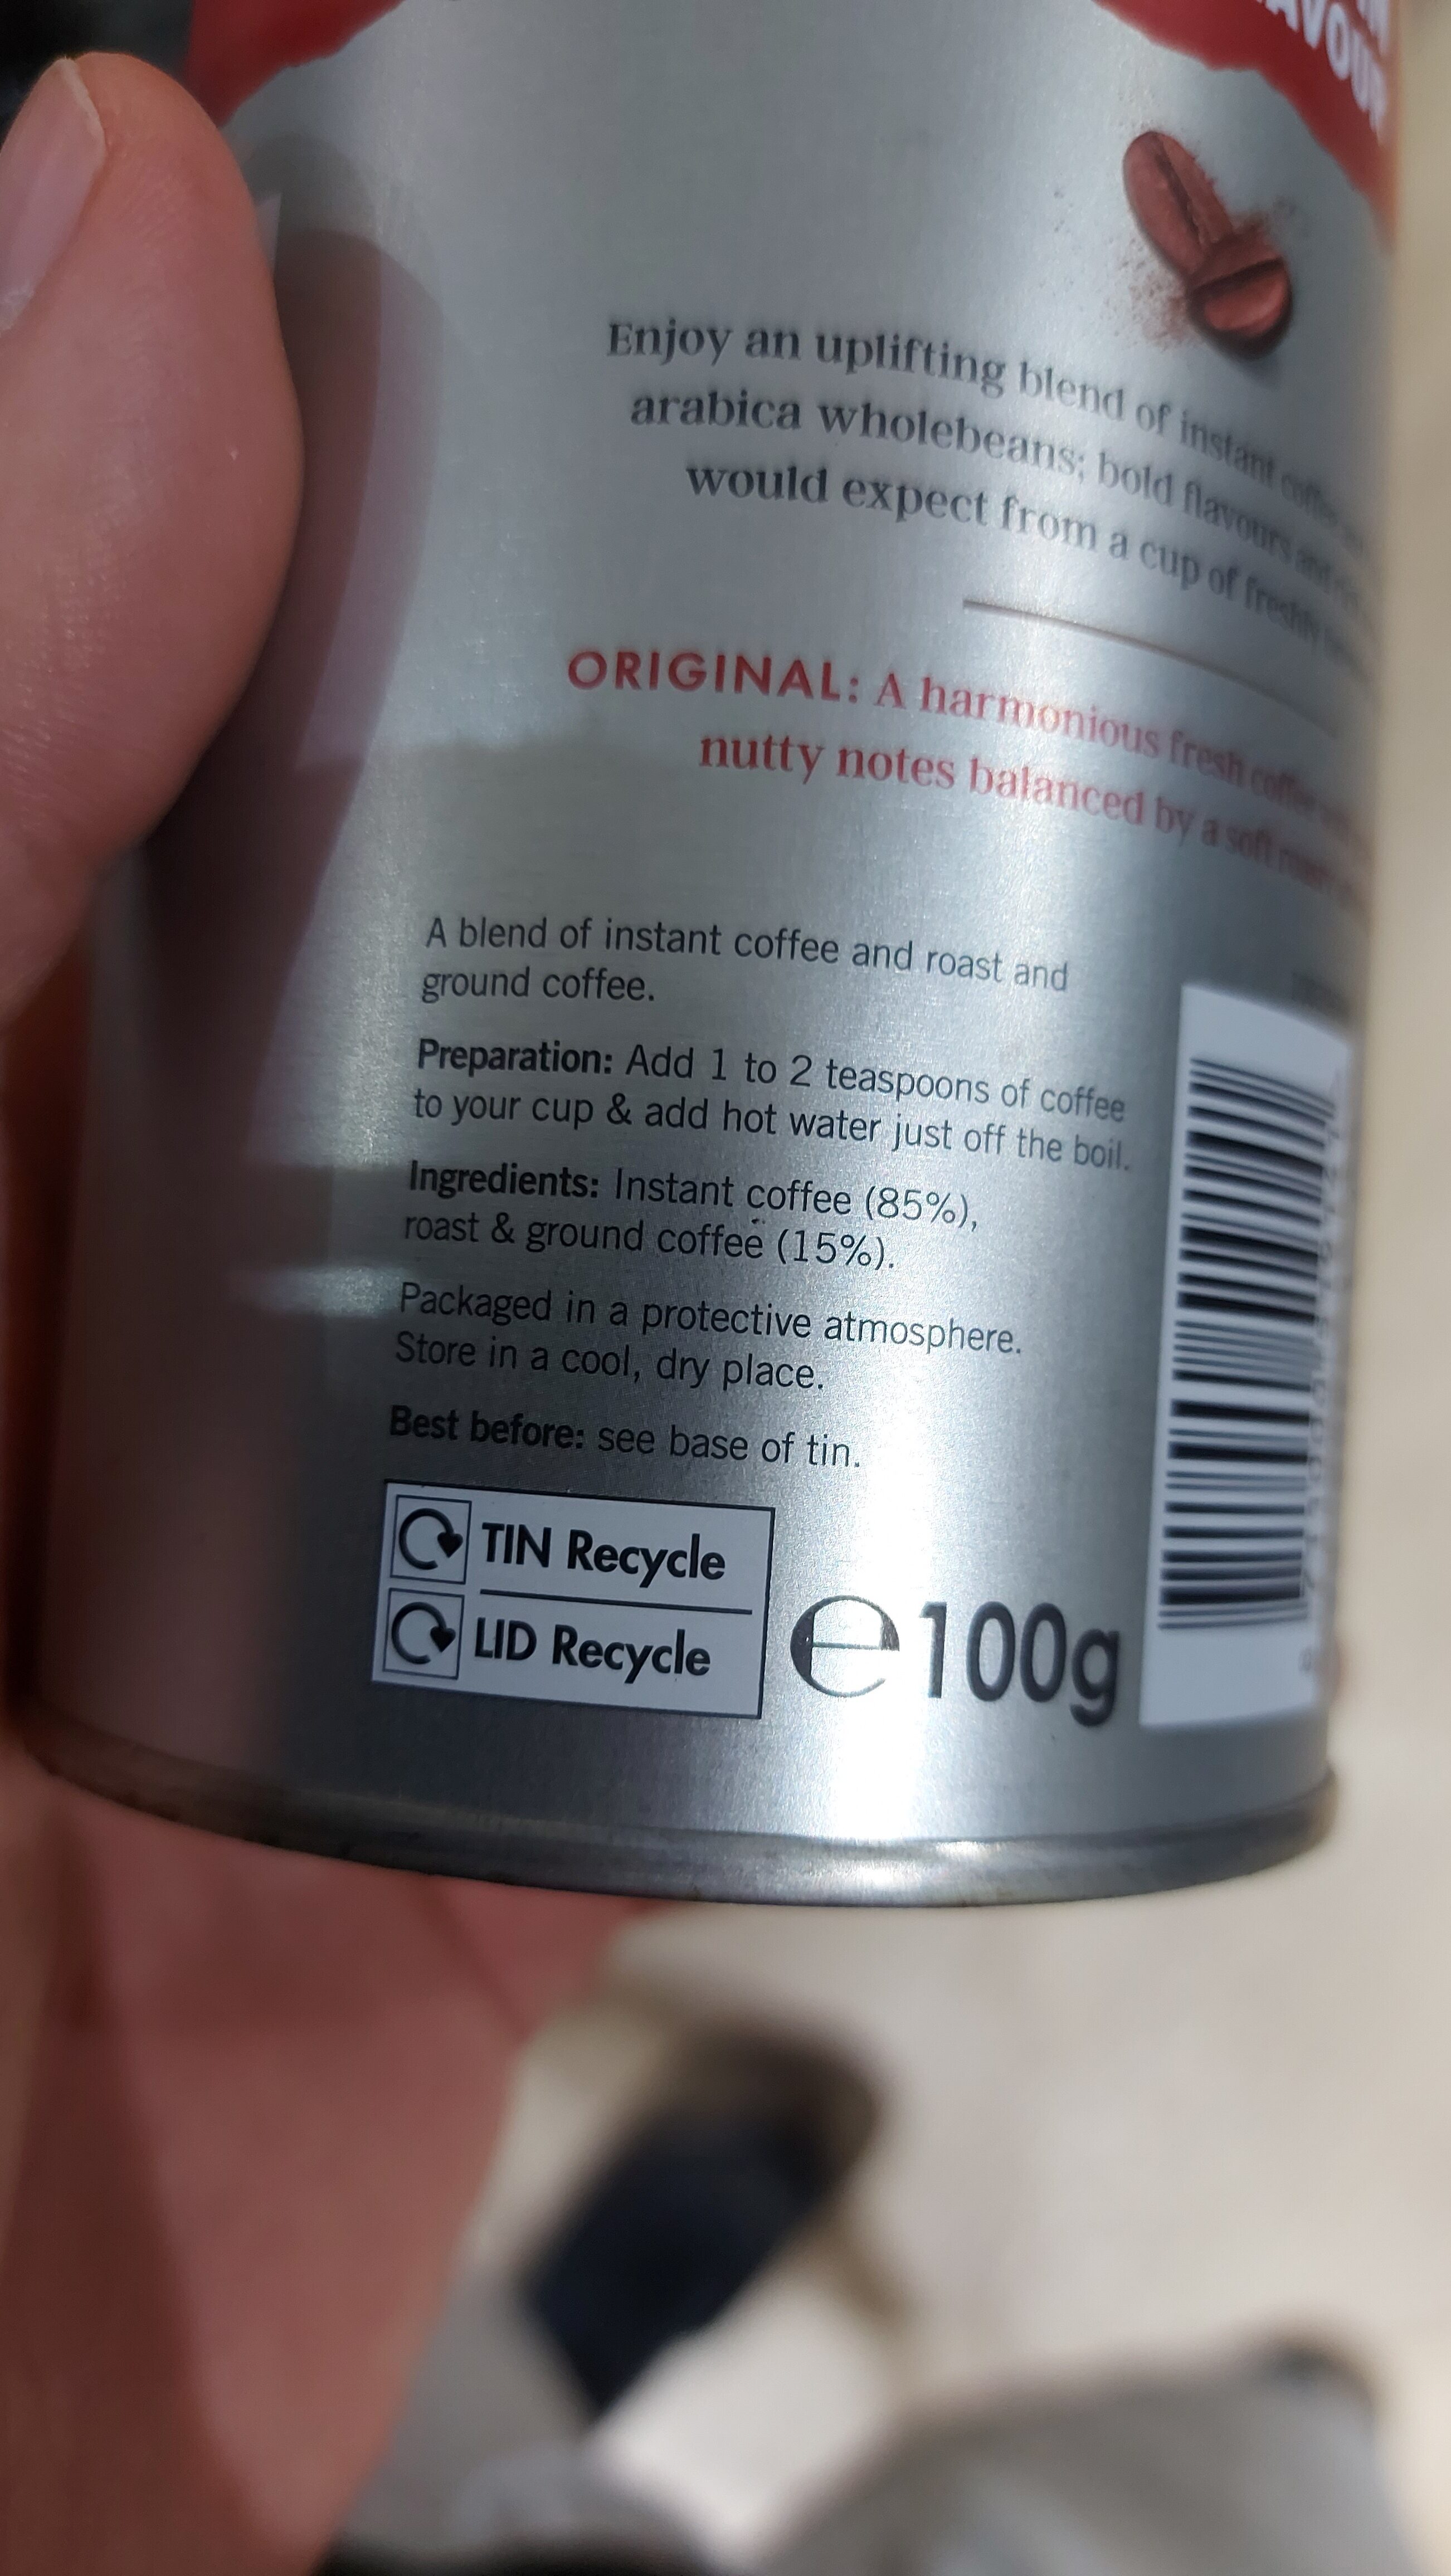 AVOUR
Enjoy an uplifting blend of instant coffee
arabica wholebeans; bold flavours and
would expect from a cup of freshly
ORIGINAL: A harmonious fresh coffee
nutty notes balanced by a soft roast
A blend of instant coffee and roast and
ground coffee.
Preparation: Add 1 to 2 teaspoons of coffee
to your cup & add hot water just off the boil.
Ingredients: Instant coffee (85%),
roast & ground coffee (15%).
Packaged in a protective atmosphere.
Store in a cool, dry place.
Best before: see base of tin.
TIN Recycle
LID Recycle
℮100g